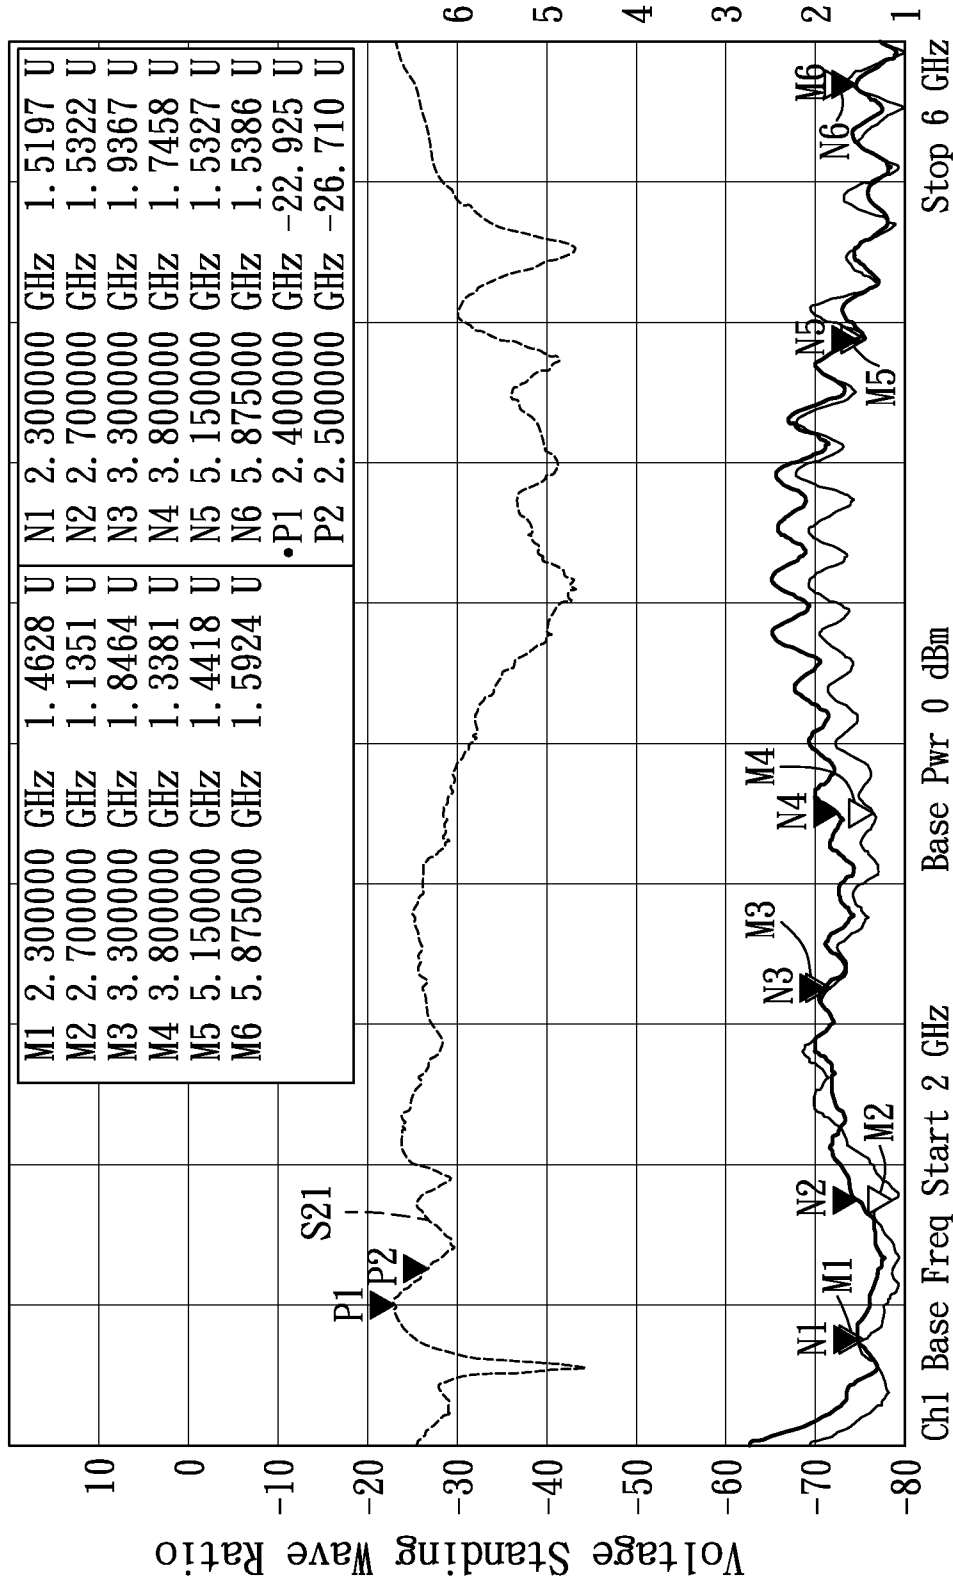 M1 2.300000 GHz 1.4628 U
M2 2.700000 GHz 1.1351 U
M3 3.300000 GHz 1.8464 U
M4 3.800000 GHz 1.3381 U
M5 5.150000 GHz 1.4418 U
M6 5.875000 GHz 1.5924 U
N1 2.300000 GHz 1.5197 U
N2 2.700000 GHz 1.5322 U
N3 3.300000 GHz 1.9367 U
N4 3.800000 GHz 1.7458 U
N5 5.150000 GHz 1.5327 U
N6 5.875000 GHz 1.5386 U
•P1 2.400000 GHz -22.925 U
P2 2.500000 GHz -26.710 U
Voltage Standing Wave Ratio
10
0
-10
-20
-30
-40
-50
-60
-70
-80
6
5
4
3
2
1
P1
P2
S21
N1
M1
N2
M2
N3
M3
N4
M4
N5
M5
M6
N6
Ch1 Base Freq Start 2 GHz
Base Pwr 0 dBm
Stop 6 GHz